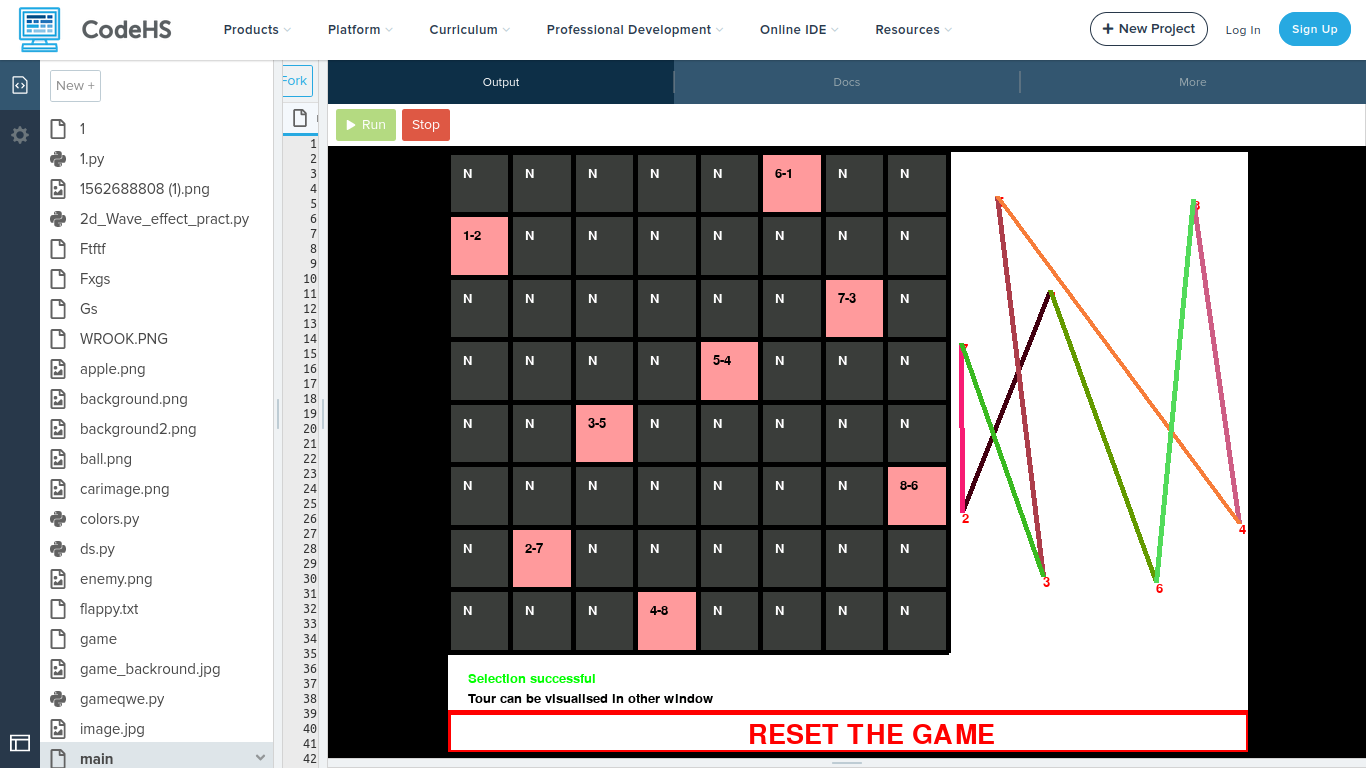 CodeHS
Products Platform Curriculum Professional Development Online IDE Resources + New Project Log In Sign Up
New +
Fork
Output Docs More
Run Stop
1
1.py
1562688808 (1).png
2d_Wave_effect_pract.py
Ftftf
Fxgs
Gs
WROOK.PNG
apple.png
background.png
background2.png
ball.png
carimage.png
colors.py
ds.py
enemy.png
flappy.txt
game
game_backround.jpg
gameqwe.py
image.jpg
main
1
2
3
4
5
6
7
8
9
10
11
12
13
14
15
16
17
18
19
20
21
22
23
24
25
26
27
28
29
30
31
32
33
34
35
36
37
38
39
40
41
42
N N N N N 6-1 N N
1-2 N N N N N N N
N N N N N N 7-3 N
N N N N 5-4 N N N
N N 3-5 N N N N N
N N N N N N N 8-6
N 2-7 N N N N N N
N N N 4-8 N N N N
2
4
3
6
Selection successful
Tour can be visualised in other window
RESET THE GAME